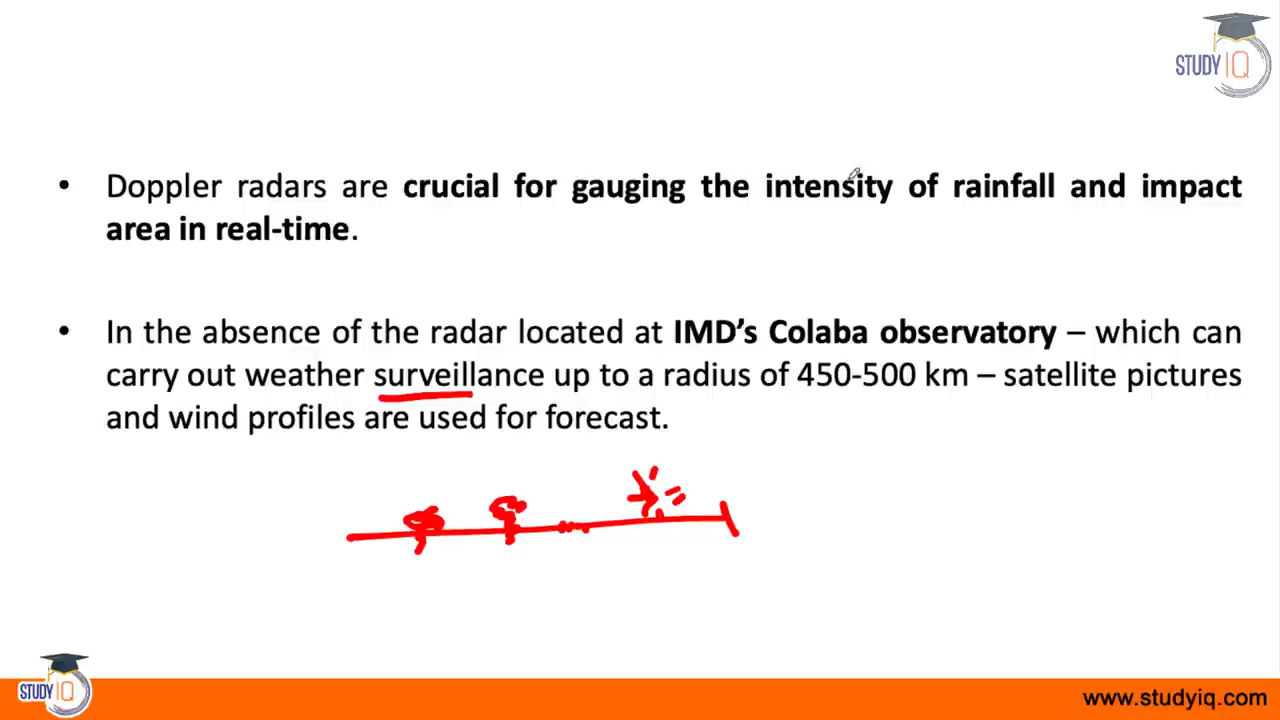 STUDY IQ
• Doppler radars are crucial for gauging the intensity of rainfall and impact
area in real-time.
• In the absence of the radar located at IMD’s Colaba observatory – which can
carry out weather surveillance up to a radius of 450-500 km – satellite pictures
and wind profiles are used for forecast.
STUDY IQ
www.studyiq.com